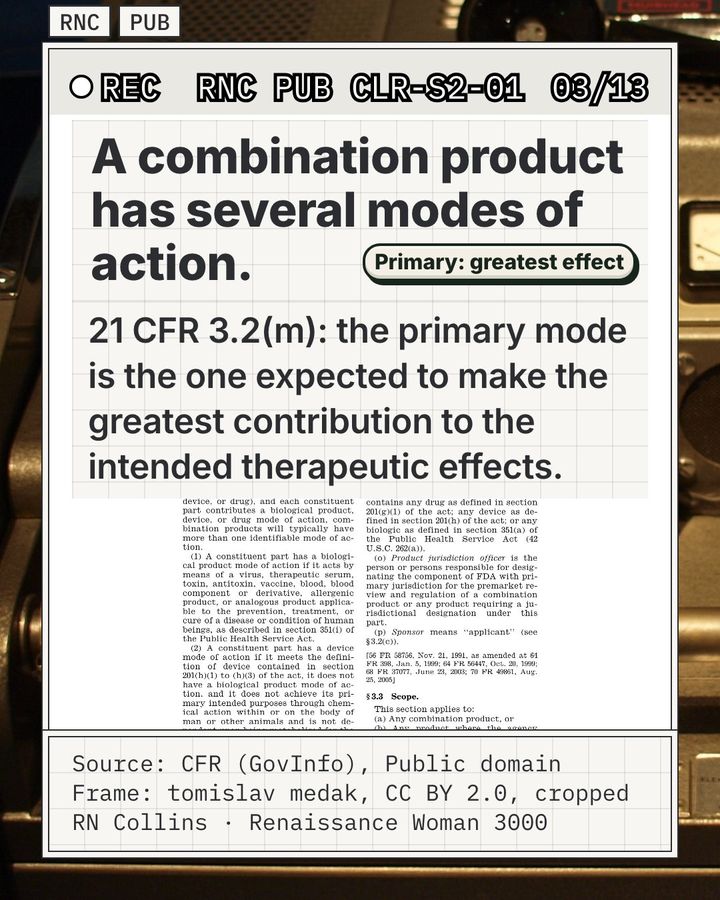 RNC PUB
REC RNC PUB CLR-S2-01 03/13
A combination product
has several modes of
action.
Primary: greatest effect
21 CFR 3.2(m): the primary mode
is the one expected to make the
greatest contribution to the
intended therapeutic effects.
device, or drug), and each constituent
part contributes a biological product,
device, or drug mode of action, com-
bination products will typically have
more than one identifiable mode of ac-
tion.
(1) A constituent part has a biologi-
cal product mode of action if it acts by
means of a virus, therapeutic serum,
toxin, antitoxin, vaccine, blood, blood
component or derivative, allergenic
product, or analogous product applica-
ble to the prevention, treatment, or
cure of a disease or condition of human
beings, as described in section 351(i) of
the Public Health Service Act.
(2) A constituent part has a device
mode of action if it meets the defini-
tion of device contained in section
201(h)(1) to (h)(3) of the act, it does not
have a biological product mode of ac-
tion, and it does not achieve its pri-
mary intended purposes through chem-
ical action within or on the body of
man or other animals and is not de-
contains any drug as defined in section
201(g)(1) of the act; any device as de-
fined in section 201(h) of the act; or any
biologic as defined in section 351(a) of
the Public Health Service Act (42
U.S.C. 262(a)).
(o) Product jurisdiction officer is the
person or persons responsible for desig-
nating the component of FDA with pri-
mary jurisdiction for the premarket re-
view and regulation of a combination
product or any product requiring a ju-
risdictional designation under this
part.
(p) Sponsor means ‘‘applicant’’ (see
§3.2(c)).
[56 FR 58756, Nov. 21, 1991, as amended at 64
FR 398, Jan. 5, 1999; 64 FR 56447, Oct. 20, 1999;
68 FR 37077, June 23, 2003; 70 FR 49861, Aug.
25, 2005]
§3.3 Scope.
This section applies to:
(a) Any combination product, or
(b) Any product where the agency
Source: CFR (GovInfo), Public domain
Frame: tomislav medak, CC BY 2.0, cropped
RN Collins · Renaissance Woman 3000